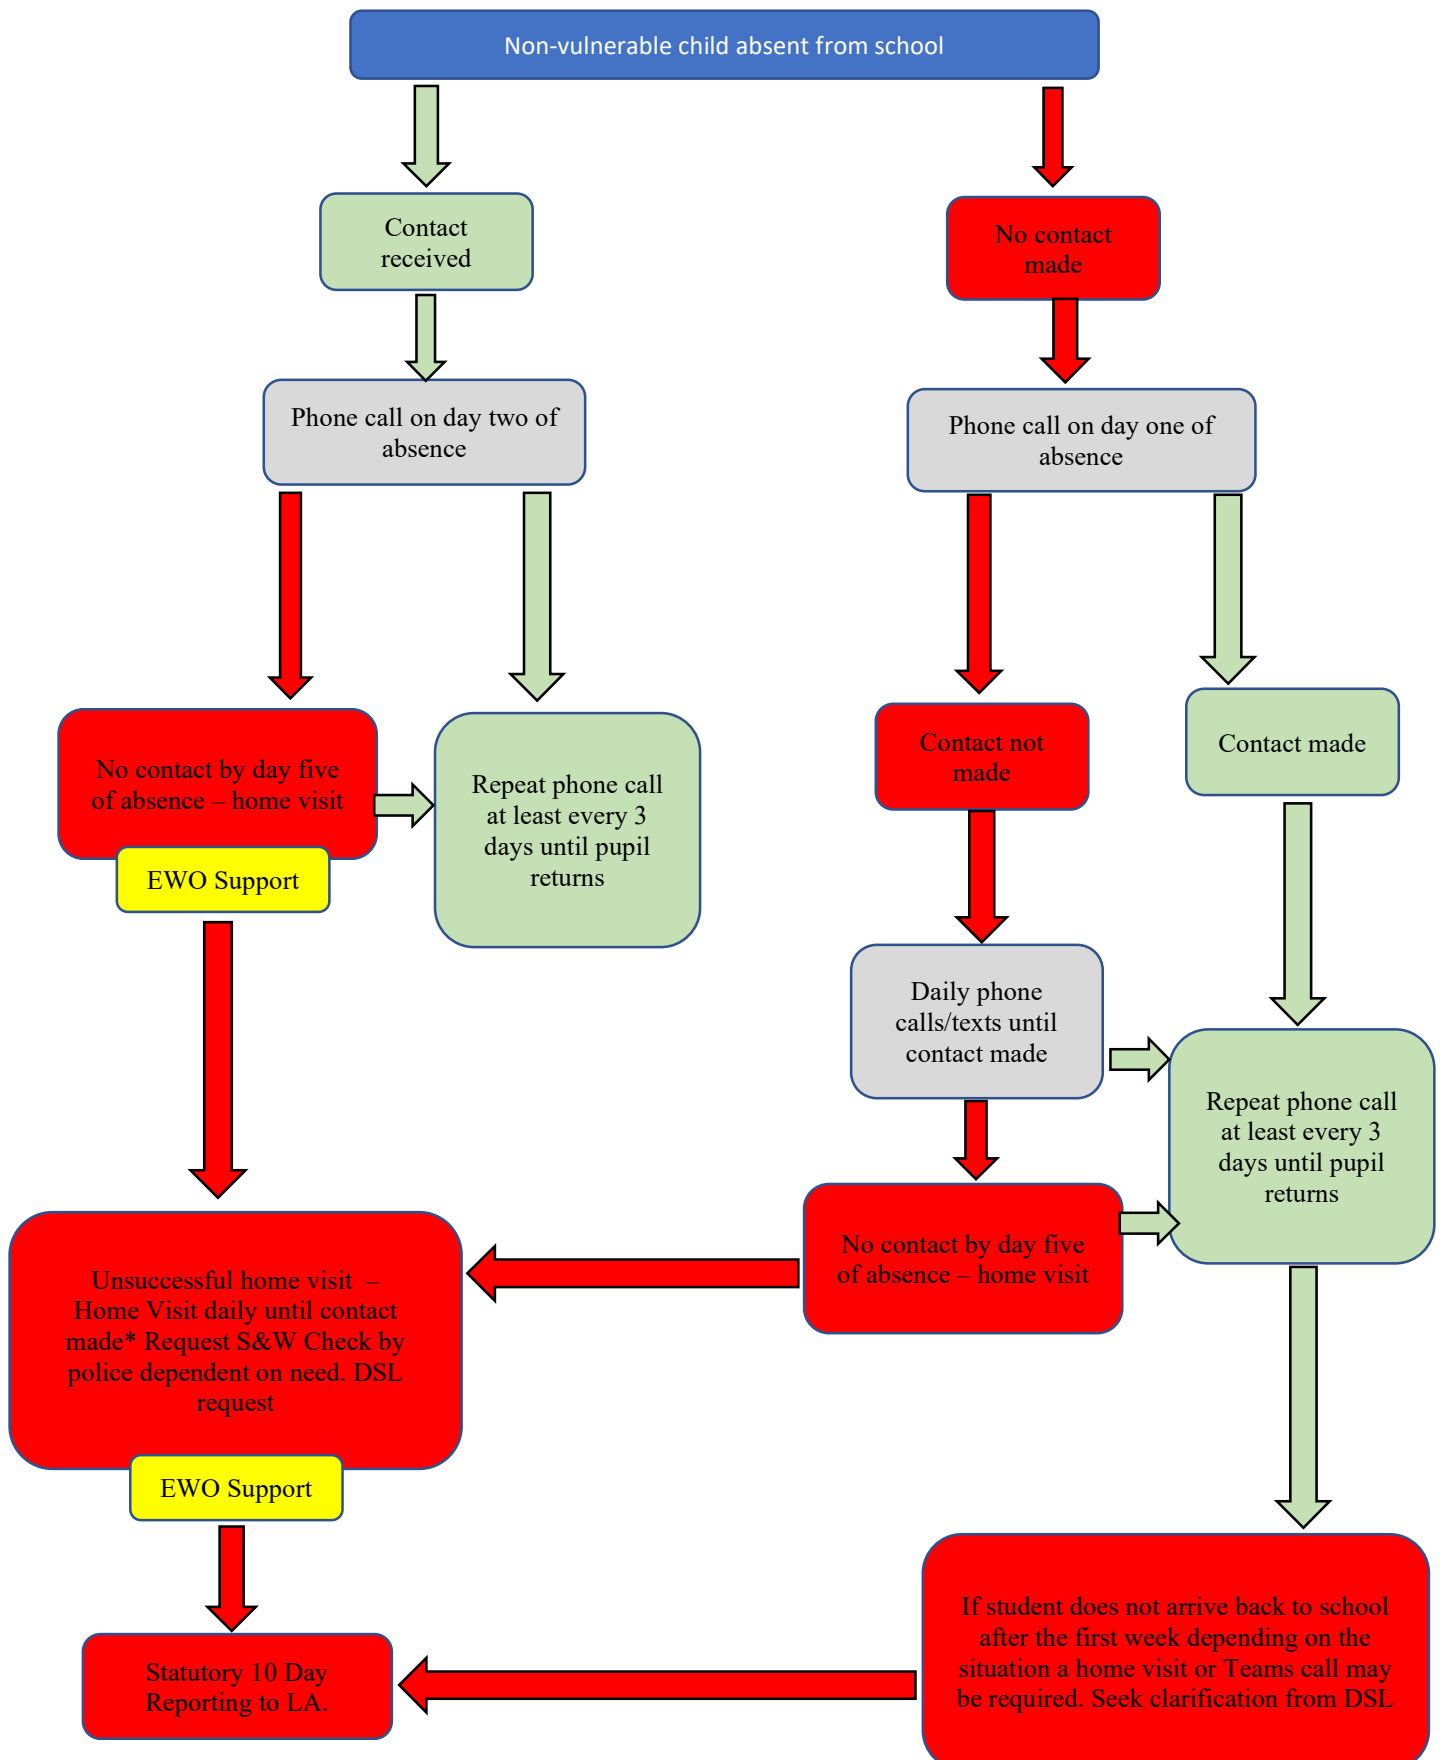 Non-vulnerable child absent from school
Contact
received
No contact
made
Phone call on day two of
absence
Phone call on day one of
absence
No contact by day five
of absence – home visit
EWO Support
Repeat phone call
at least every 3
days until pupil
returns
Contact not
made
Contact made
Daily phone
calls/texts until
contact made
Repeat phone call
at least every 3
days until pupil
returns
No contact by day five
of absence – home visit
Unsuccessful home visit  –
Home Visit daily until contact
made* Request S&W Check by
police dependent on need. DSL
request
EWO Support
If student does not arrive back to school
after the first week depending on the
situation a home visit or Teams call may
be required. Seek clarification from DSL
Statutory 10 Day
Reporting to LA.